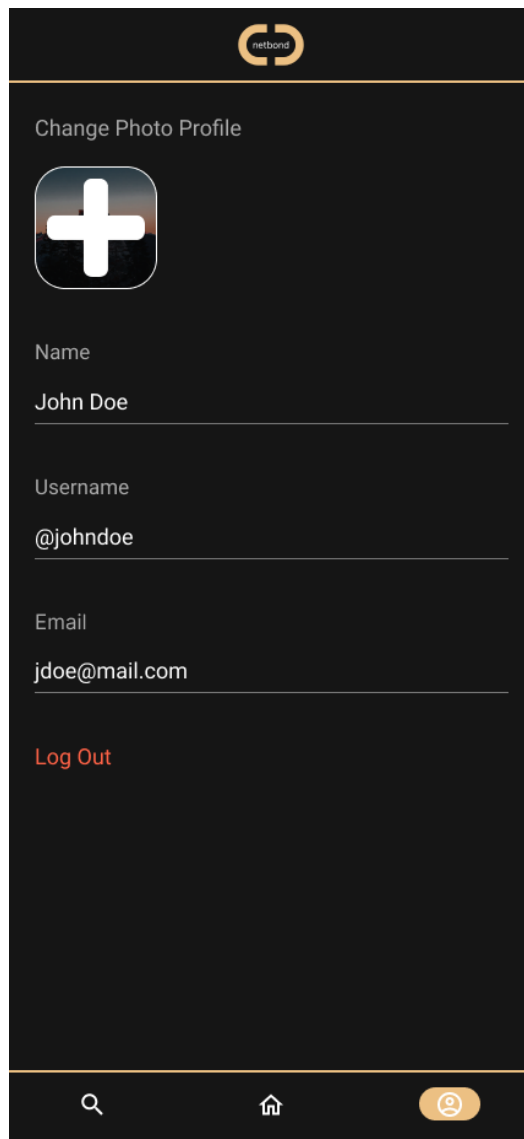 netbond
Change Photo Profile
Name
John Doe
Username
@johndoe
Email
jdoe@mail.com
Log Out